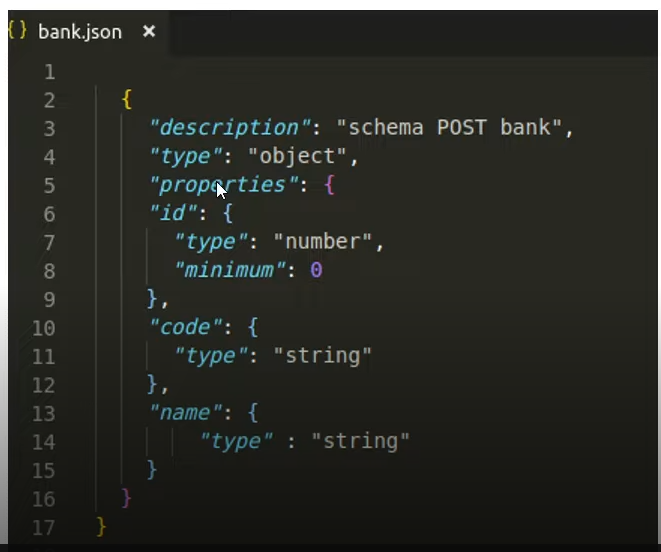 {} bank.json ×
1
2 {
3 "description": "schema POST bank",
4 "type": "object",
5 "properties": {
6 "id": {
7 "type": "number",
8 "minimum": 0
9 },
10 "code": {
11 "type": "string"
12 },
13 "name": {
14 "type" : "string"
15 }
16 }
17 }